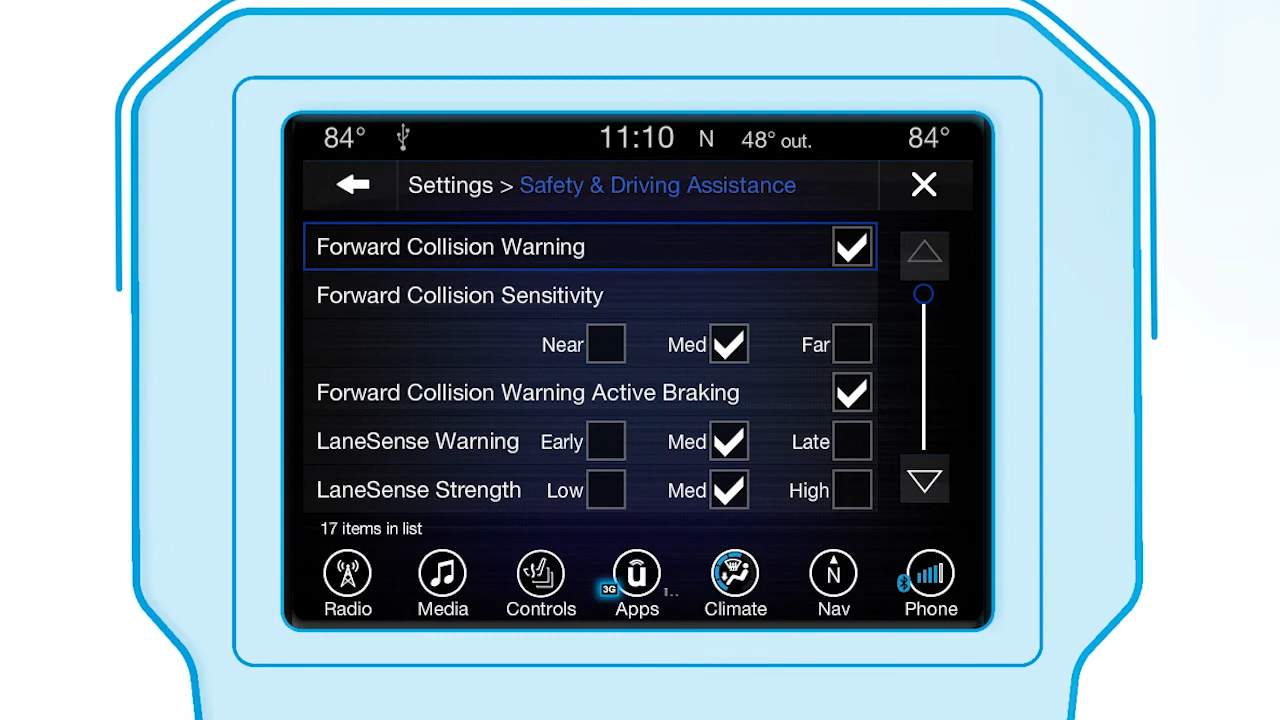 84° 11:10 N 48° out. 84°
Settings > Safety & Driving Assistance
Forward Collision Warning
Forward Collision Sensitivity
Near Med Far
Forward Collision Warning Active Braking
LaneSense Warning Early Med Late
LaneSense Strength Low Med High
17 items in list
N
3G ū
Radio Media Controls Apps Climate Nav Phone